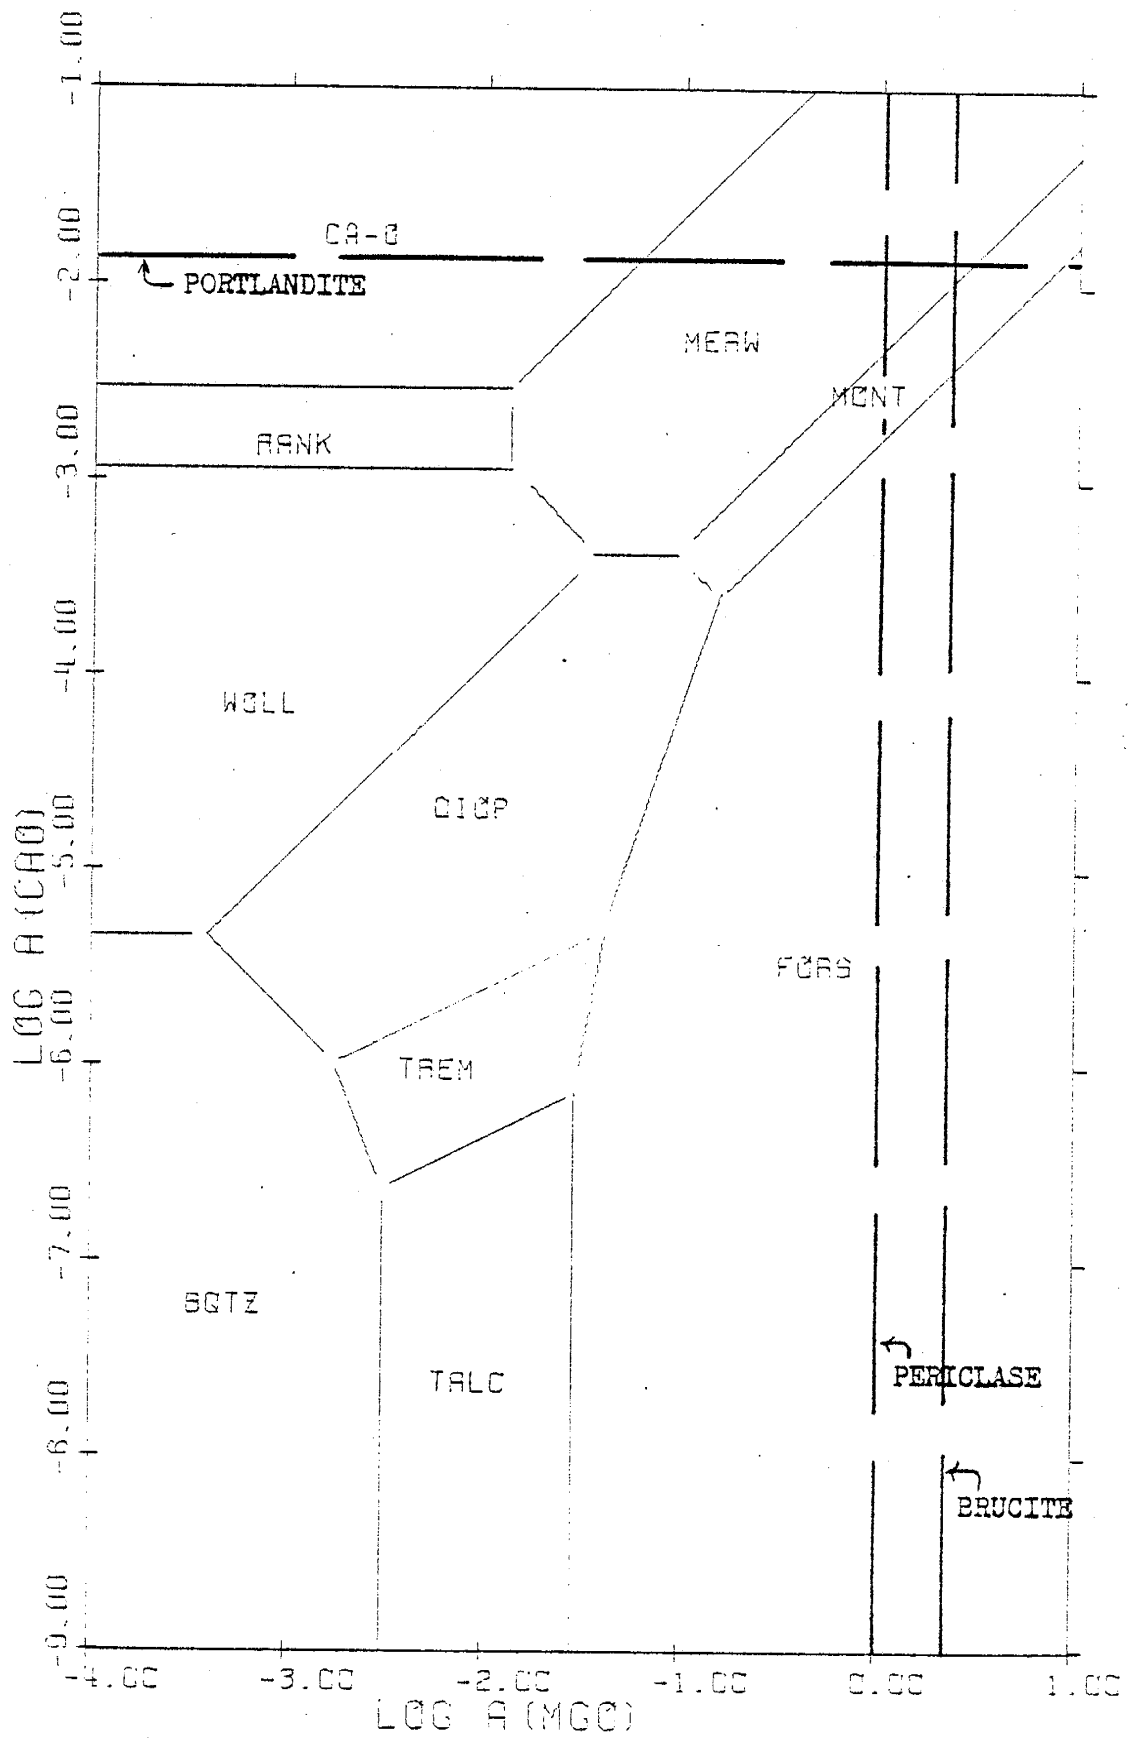 -1.00
CA-O
-2.00
PORTLANDITE
MERW
MONT
RANK
-3.00
-4.00
WOLL
DIOP
-5.00
LOG A(CAO)
FORS
-6.00
TREM
-7.00
BQTZ
PERICLASE
TALC
-8.00
BRUCITE
-9.00
-4.00 -3.00 -2.00 -1.00 0.00 1.00
LOG A(MGO)